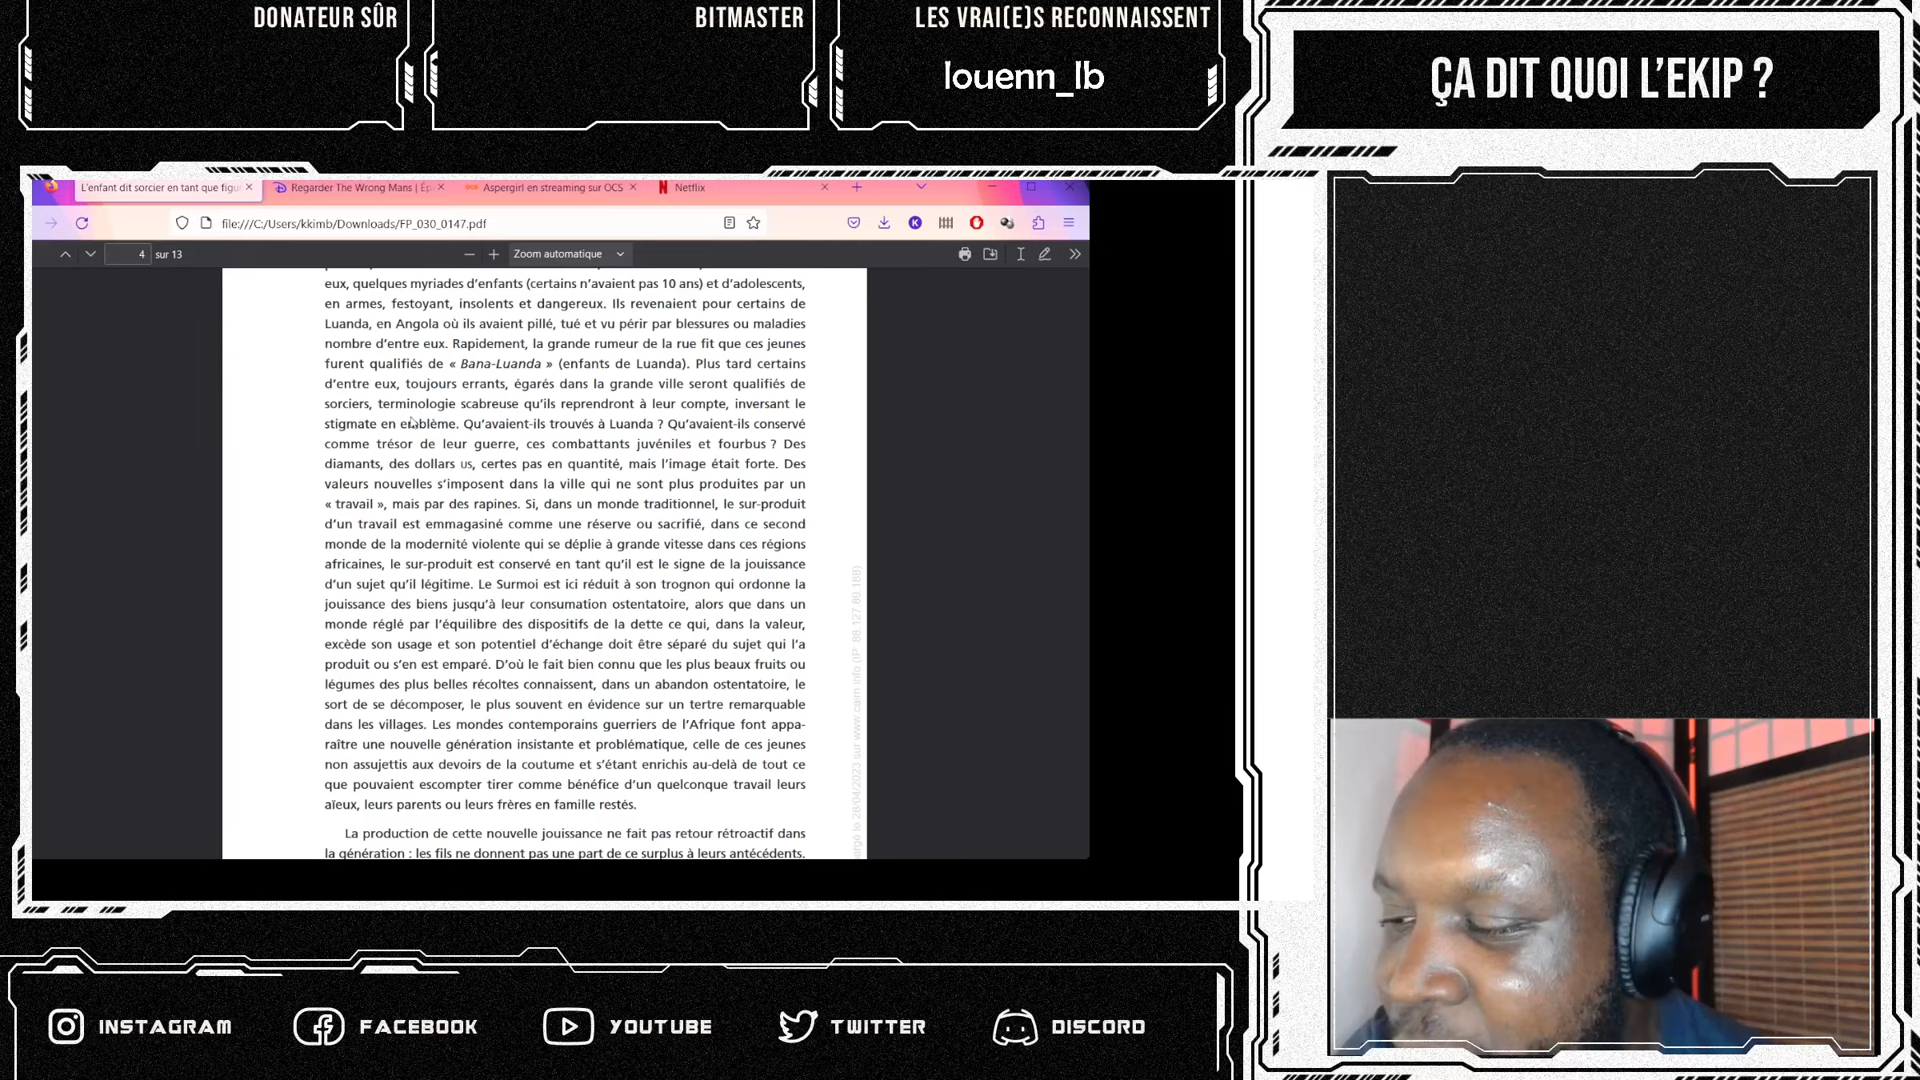 DONATEUR SÛR
BITMASTER
LES VRAI(E)S RECONNAISSENT
louenn_lb
ÇA DIT QUOI L'EKIP ?
L'enfant dit sorcier en tant que figu
Regarder The Wrong Mans | Ép
Aspergirl en streaming sur OCS
Netflix
file:///C:/Users/kkimb/Downloads/FP_030_0147.pdf
4 sur 13
Zoom automatique
eux, quelques myriades d'enfants (certains n'avaient pas 10 ans) et d'adolescents,
en armes, festoyant, insolents et dangereux. Ils revenaient pour certains de
Luanda, en Angola où ils avaient pillé, tué et vu périr par blessures ou maladies
nombre d'entre eux. Rapidement, la grande rumeur de la rue fit que ces jeunes
furent qualifiés de « Bana-Luanda » (enfants de Luanda). Plus tard certains
d'entre eux, toujours errants, égarés dans la grande ville seront qualifiés de
sorciers, terminologie scabreuse qu'ils reprendront à leur compte, inversant le
stigmate en emblème. Qu'avaient-ils trouvés à Luanda ? Qu'avaient-ils conservé
comme trésor de leur guerre, ces combattants juvéniles et fourbus ? Des
diamants, des dollars US, certes pas en quantité, mais l'image était forte. Des
valeurs nouvelles s'imposent dans la ville qui ne sont plus produites par un
« travail », mais par des rapines. Si, dans un monde traditionnel, le sur-produit
d'un travail est emmagasiné comme une réserve ou sacrifié, dans ce second
monde de la modernité violente qui se déplie à grande vitesse dans ces régions
africaines, le sur-produit est conservé en tant qu'il est le signe de la jouissance
d'un sujet qu'il légitime. Le Surmoi est ici réduit à son trognon qui ordonne la
jouissance des biens jusqu'à leur consumation ostentatoire, alors que dans un
monde réglé par l'équilibre des dispositifs de la dette ce qui, dans la valeur,
excède son usage et son potentiel d'échange doit être séparé du sujet qui l'a
produit ou s'en est emparé. D'où le fait bien connu que les plus beaux fruits ou
légumes des plus belles récoltes connaissent, dans un abandon ostentatoire, le
sort de se décomposer, le plus souvent en évidence sur un tertre remarquable
dans les villages. Les mondes contemporains guerriers de l'Afrique font appa-
raître une nouvelle génération insistante et problématique, celle de ces jeunes
non assujettis aux devoirs de la coutume et s'étant enrichis au-delà de tout ce
que pouvaient escompter tirer comme bénéfice d'un quelconque travail leurs
aïeux, leurs parents ou leurs frères en famille restés.
La production de cette nouvelle jouissance ne fait pas retour rétroactif dans
la génération : les fils ne donnent pas une part de ce surplus à leurs antécédents.
le 28/04/2023 sur www.cairn.info (IP: 88.127.89.188)
INSTAGRAM
FACEBOOK
YOUTUBE
TWITTER
DISCORD